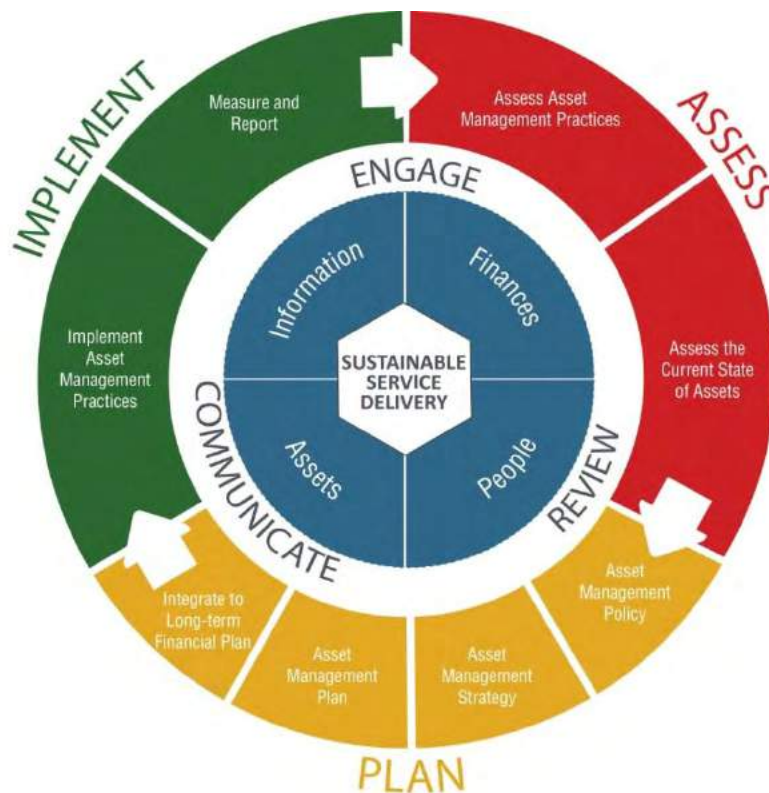 IMPLEMENT
Measure and
Report
Implement
Asset
Management
Practices
ASSESS
Assess Asset
Management Practices
Assess the
Current State
of Assets
PLAN
Asset
Management
Policy
Asset
Management
Strategy
Asset
Management
Plan
Integrate to
Long-term
Financial Plan
ENGAGE
REVIEW
COMMUNICATE
Information
Finances
People
Assets
SUSTAINABLE
SERVICE
DELIVERY